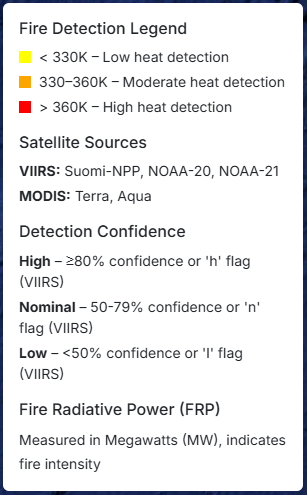 Fire Detection Legend
< 330K – Low heat detection
330–360K – Moderate heat detection
> 360K – High heat detection
Satellite Sources
VIIRS: Suomi-NPP, NOAA-20, NOAA-21
MODIS: Terra, Aqua
Detection Confidence
High – ≥80% confidence or 'h' flag
(VIIRS)
Nominal – 50-79% confidence or 'n'
flag (VIIRS)
Low – <50% confidence or 'l' flag
(VIIRS)
Fire Radiative Power (FRP)
Measured in Megawatts (MW), indicates
fire intensity